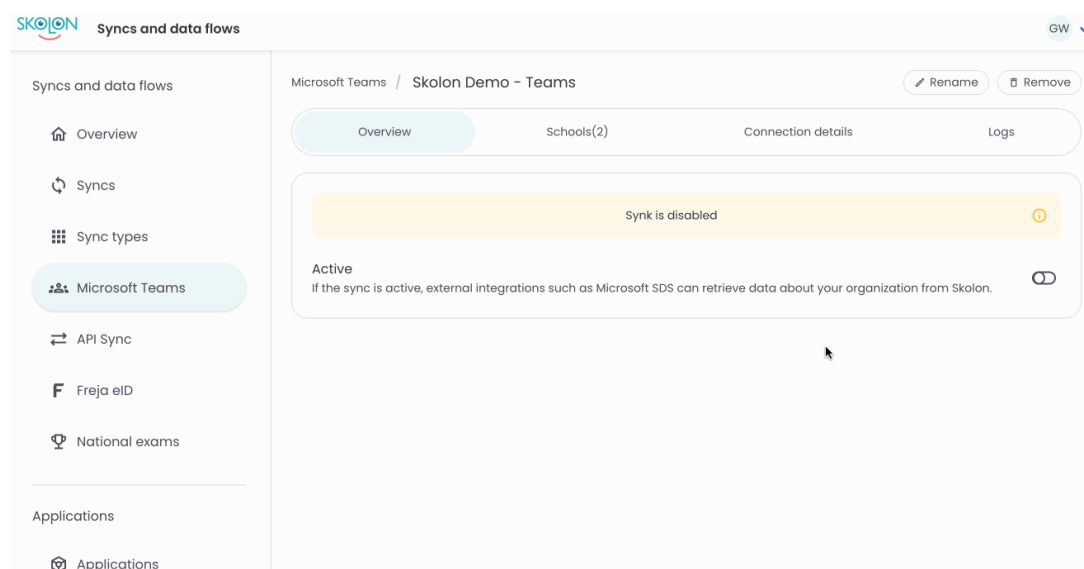 SKOLON
Syncs and data flows
GW
Syncs and data flows
Overview
Syncs
Sync types
Microsoft Teams
API Sync
Freja eID
National exams
Applications
Applications
Microsoft Teams / Skolon Demo - Teams
Rename
Remove
Overview
Schools(2)
Connection details
Logs
Synk is disabled
Active
If the sync is active, external integrations such as Microsoft SDS can retrieve data about your organization from Skolon.